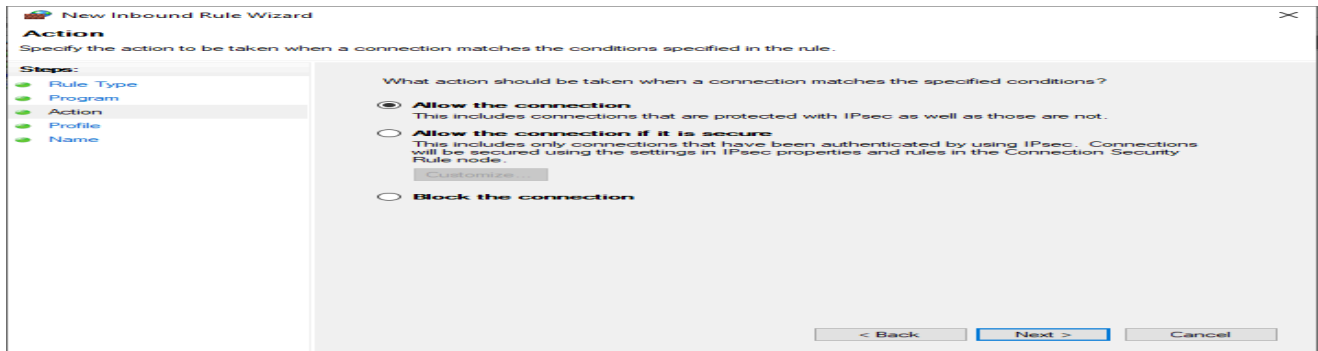 New Inbound Rule Wizard
Action
Specify the action to be taken when a connection matches the conditions specified in the rule.
Steps:
Rule Type
Program
Action
Profile
Name
What action should be taken when a connection matches the specified conditions?
Allow the connection
This includes connections that are protected with IPsec as well as those are not.
Allow the connection if it is secure
This includes only connections that have been authenticated by using IPsec. Connections
will be secured using the settings in IPsec properties and rules in the Connection Security
Rule node.
Customize...
Block the connection
< Back
Next >
Cancel